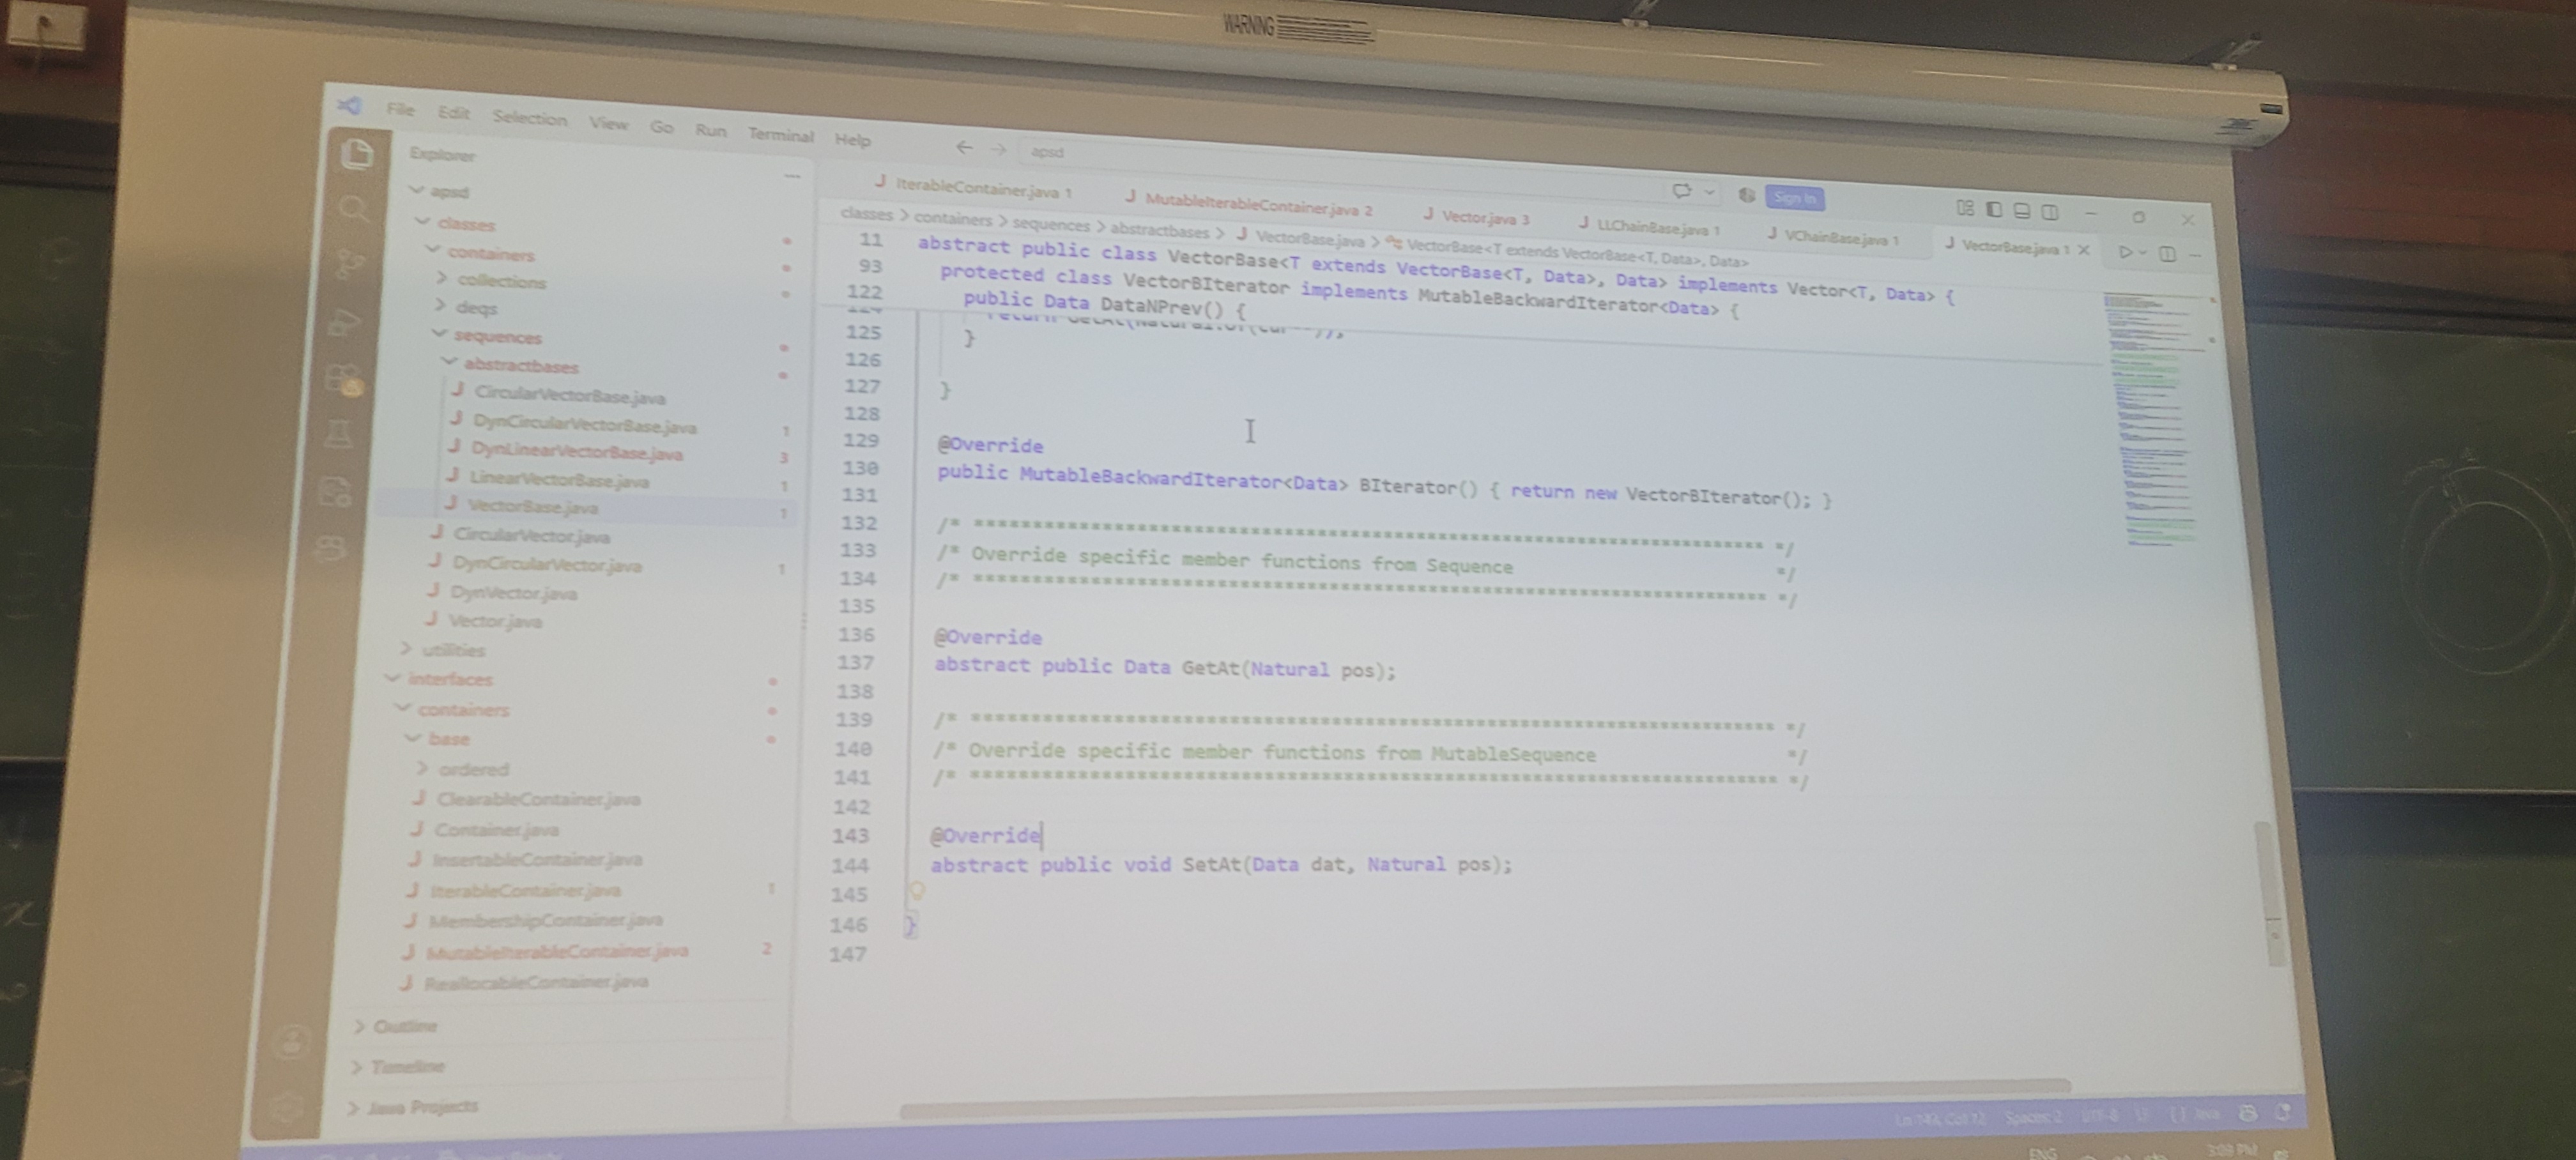 WARNING
File Edit Selection View Go Run Terminal Help
apsd
Sign In
Explorer
apsd
classes
containers
collections
deqs
sequences
abstractbases
CircularVectorBase.java
DynCircularVectorBase.java 1
DynLinearVectorBase.java 3
LinearVectorBase.java 1
VectorBase.java 1
CircularVector.java
DynCircularVector.java 1
DynVector.java
Vector.java
utilities
interfaces
containers
base
ordered
ClearableContainer.java
Container.java
InsertableContainer.java
IterableContainer.java 1
MembershipContainer.java
MutableIterableContainer.java 2
ReallocableContainer.java
Outline
Timeline
Java Projects
IterableContainer.java 1 MutableIterableContainer.java 2 Vector.java 3 LLChainBase.java 1 VChainBase.java 1 VectorBase.java 1
classes > containers > sequences > abstractbases > VectorBase.java > VectorBase<T extends VectorBase<T, Data>, Data>
11 abstract public class VectorBase<T extends VectorBase<T, Data>, Data> implements Vector<T, Data> {
93 protected class VectorBIterator implements MutableBackwardIterator<Data> {
122 public Data DataNPrev() {
125 }
126
127 }
128
129 @Override
130 public MutableBackwardIterator<Data> BIterator() { return new VectorBIterator(); }
131
132 /* ************************************************************************ */
133 /* Override specific member functions from Sequence */
134 /* ************************************************************************ */
135
136 @Override
137 abstract public Data GetAt(Natural pos);
138
139 /* ************************************************************************ */
140 /* Override specific member functions from MutableSequence */
141 /* ************************************************************************ */
142
143 @Override
144 abstract public void SetAt(Data dat, Natural pos);
145
146 }
147
Spaces: 2 UTF-8 Java
ENG 3:09 PM